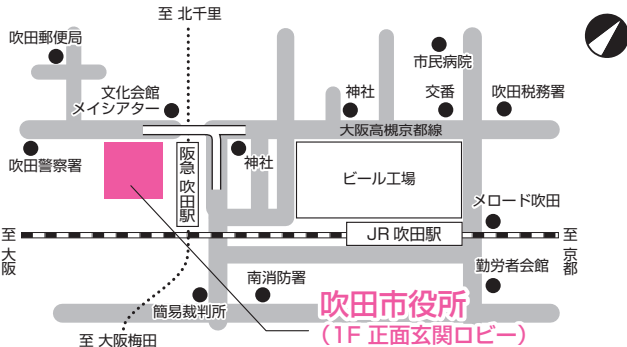 至 北千里
吹田郵便局
市民病院
文化会館
メイシアター
神社
交番
吹田税務署
大阪高槻京都線
吹田警察署
阪急 吹田駅
神社
ビール工場
メロード吹田
至 大阪
JR 吹田駅
至 京都
勤労者会館
南消防署
簡易裁判所
吹田市役所
(1F 正面玄関ロビー)
至 大阪梅田